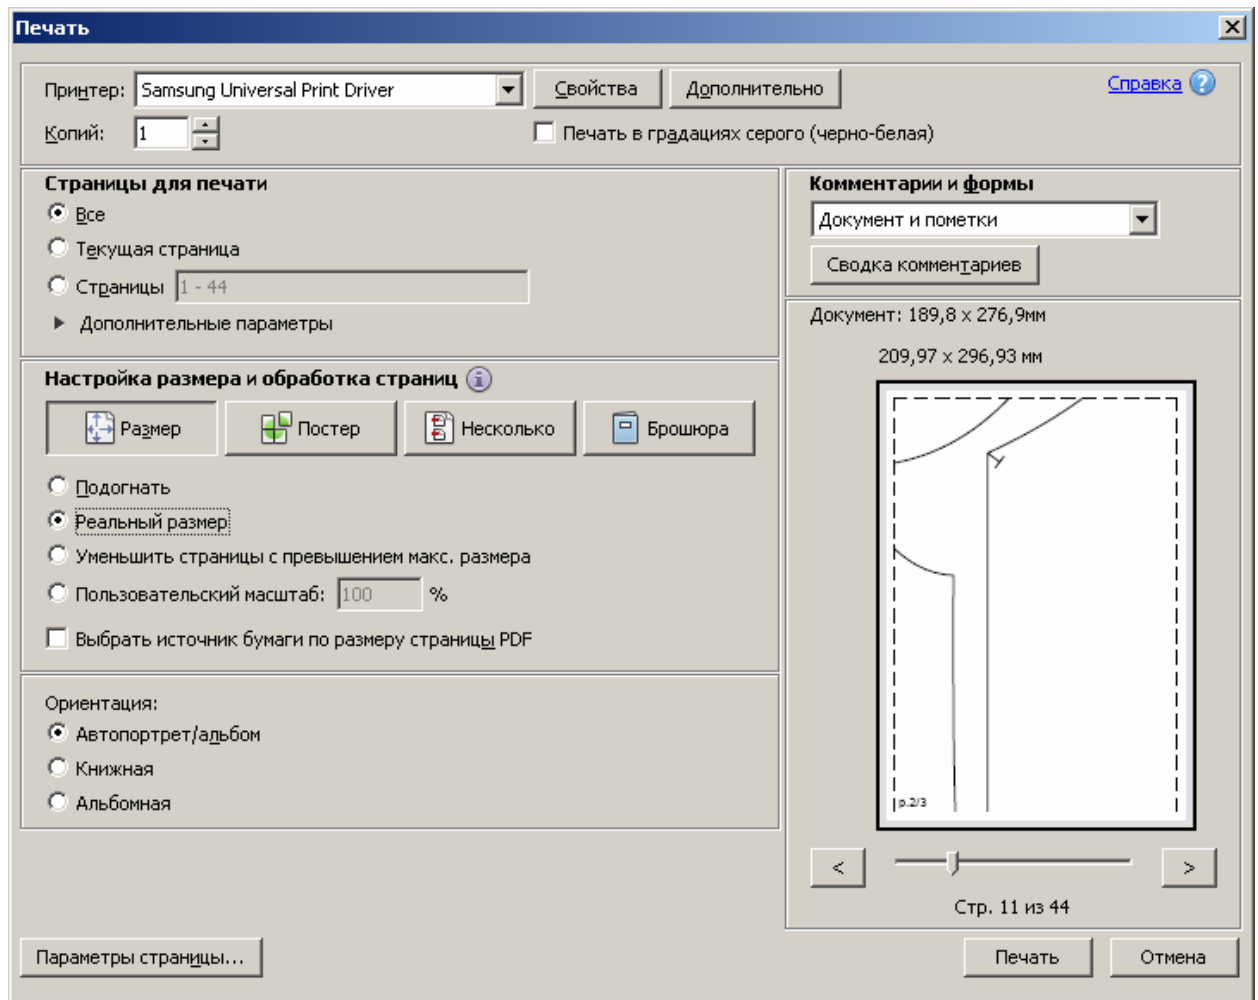 Печать
Принтер: Samsung Universal Print Driver Свойства Дополнительно Справка ?
Копий: 1 Печать в градациях серого (черно-белая)
Страницы для печати
Все
Текущая страница
Страницы 1 - 44
Дополнительные параметры
Настройка размера и обработка страниц i
Размер Постер Несколько Брошюра
Подогнать
Реальный размер
Уменьшить страницы с превышением макс. размера
Пользовательский масштаб: 100 %
Выбрать источник бумаги по размеру страницы PDF
Ориентация:
Автопортрет/альбом
Книжная
Альбомная
Комментарии и формы
Документ и пометки
Сводка комментариев
Документ: 189,8 x 276,9мм
209,97 x 296,93 мм
p.2/3
< >
Стр. 11 из 44
Параметры страницы... Печать Отмена